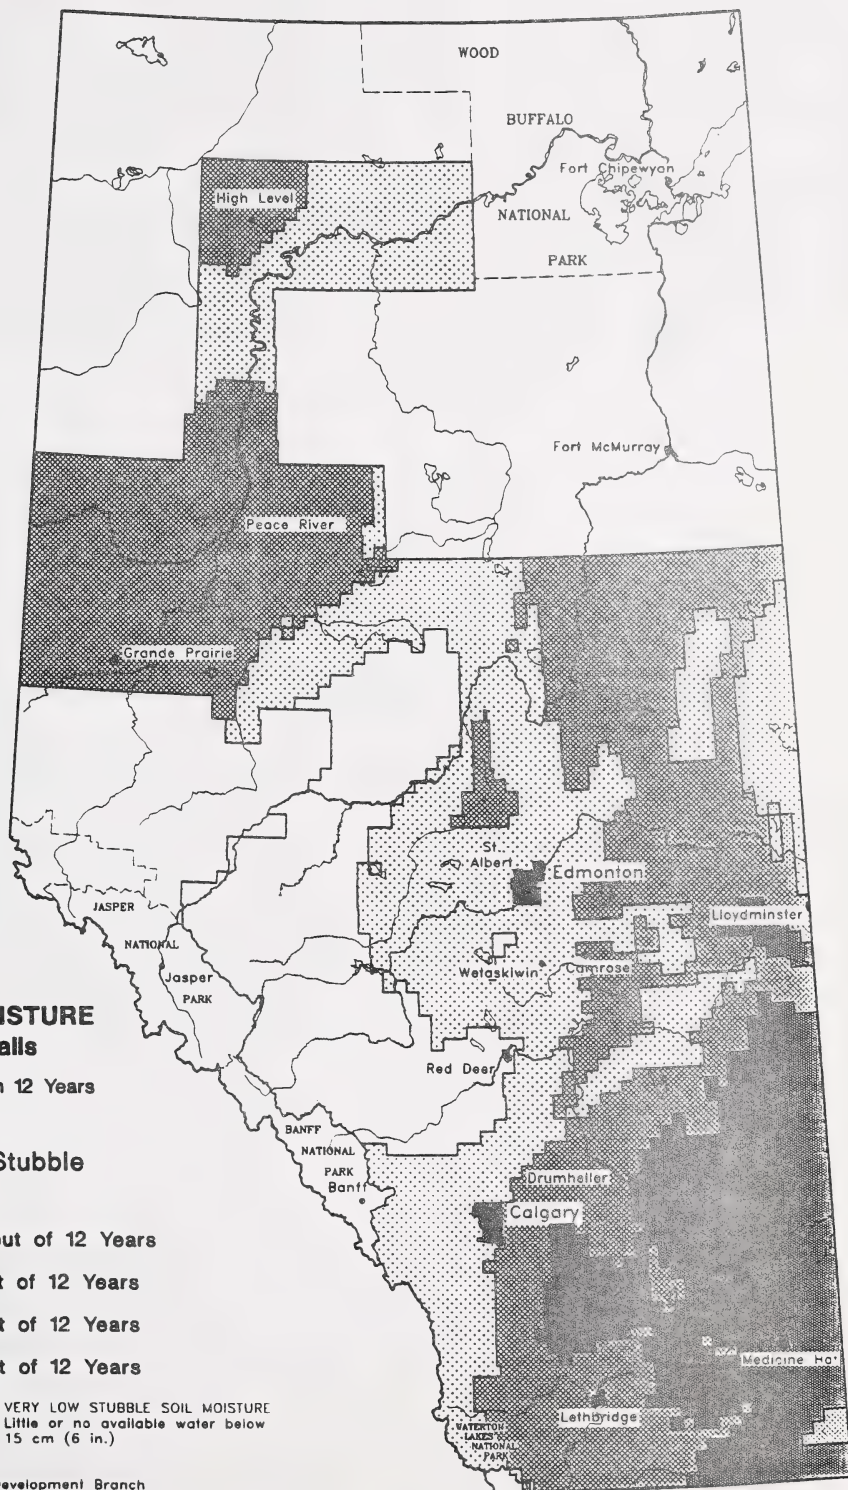 WOOD
BUFFALO
Fort Chipewyan
High Level
NATIONAL
PARK
Fort McMurray
Peace River
Grande Prairie
St.
Albert
Edmonton
JASPER
Lloydminster
NATIONAL
Jasper
Wetaskiwin
Camrose
PARK
Red Deer
12 Years
BANFF
NATIONAL
Stubble
PARK
Drumheller
Banff
Calgary
out of 12 Years
of 12 Years
of 12 Years
Medicine Hat
of 12 Years
VERY LOW STUBBLE SOIL MOISTURE
Little or no available water below
15 cm (6 in.)
Lethbridge
WATERTON
LAKES
NATIONAL
PARK
Development Branch